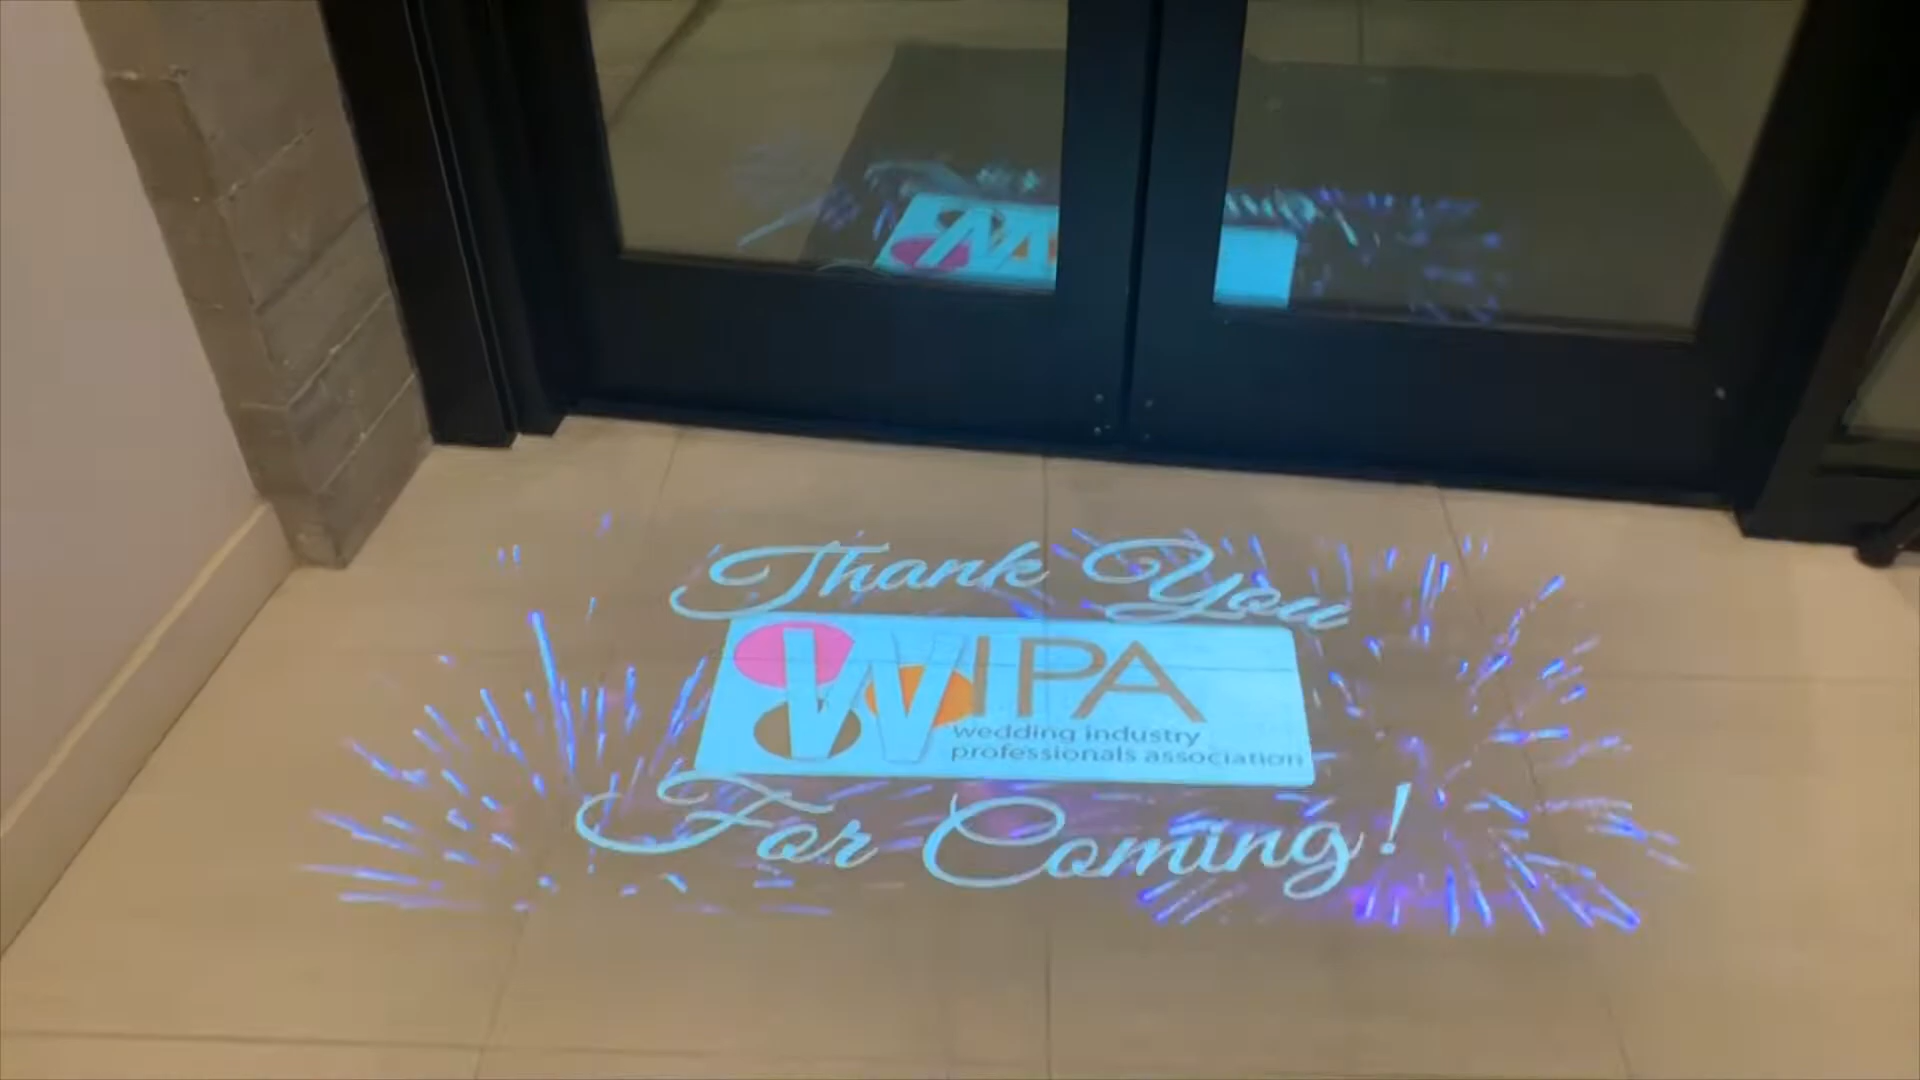 Thank You
WIPA
wedding industry
professionals association
For Coming!